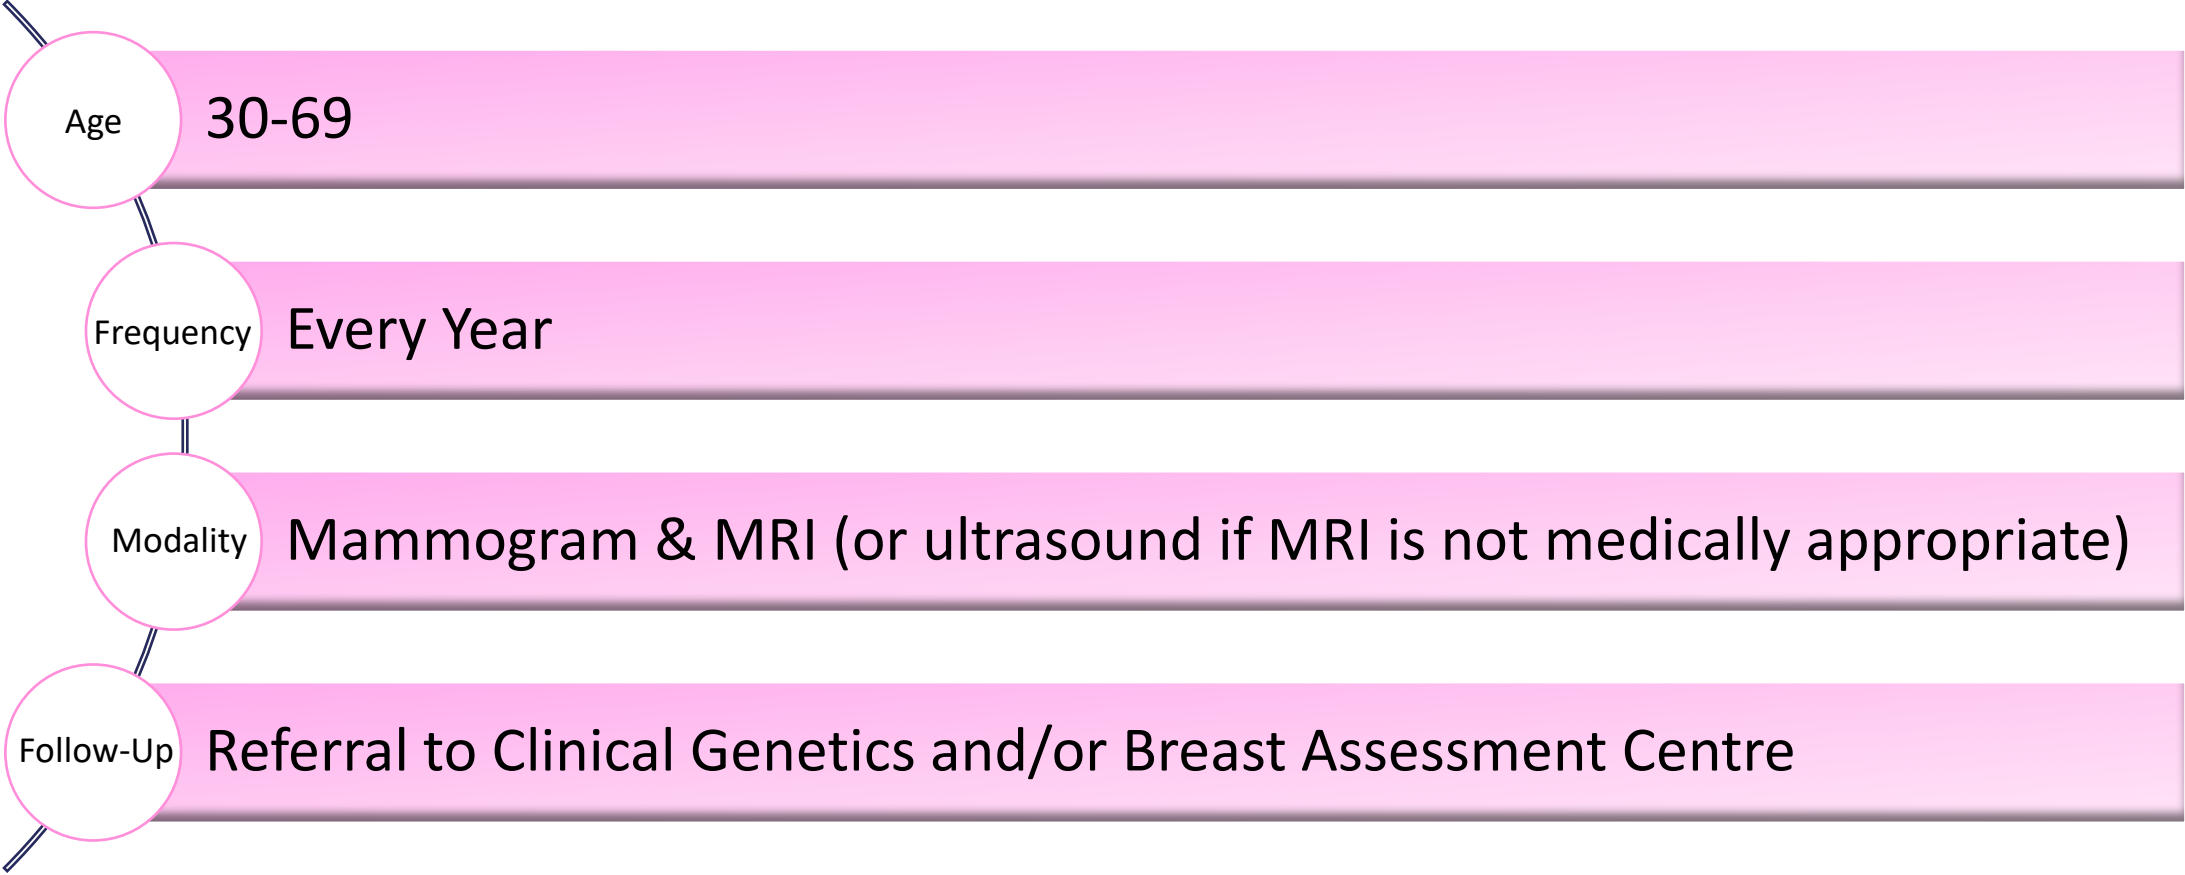 Age
30-69
Frequency
Every Year
Modality
Mammogram & MRI (or ultrasound if MRI is not medically appropriate)
Follow-Up
Referral to Clinical Genetics and/or Breast Assessment Centre